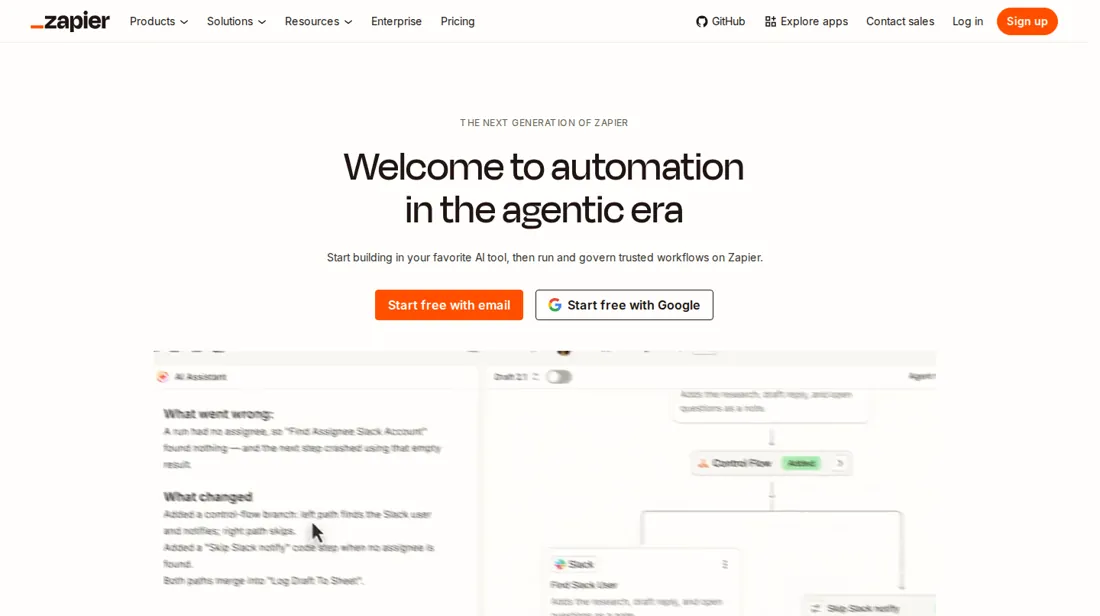 zapier
Products
Solutions
Resources
Enterprise
Pricing
GitHub
Explore apps
Contact sales
Log in
Sign up
THE NEXT GENERATION OF ZAPIER
Welcome to automation
in the agentic era
Start building in your favorite AI tool, then run and govern trusted workflows on Zapier.
Start free with email
Start free with Google
AI Assistant
Draft
Agent
What went wrong:
A run had no assignee, so "Find Assignee Slack Account"
found nothing — and the next step crashed using that empty
result.
What changed
Added a control-flow branch: left path finds the Slack user
and notifies; right path skips.
Added a "Skip Slack notify" code step when no assignee is
found.
Both paths merge into "Log Draft To Sheet".
Adds the research, draft reply, and open
questions as a note.
Control Flow
Added
Slack
Find Slack User
Adds the research, draft reply, and open
questions as a note.
Skip Slack notify